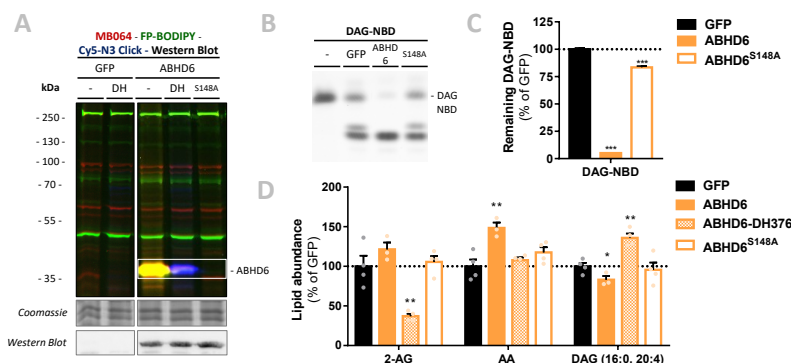 A
MB064 - FP-BODIPY -
Cy5-N3 Click - Western Blot
GFP ABHD6
kDa - DH - DH S148A
- 250 -
- 130 -
- 100 -
- 70 -
- 55 -
- 35 -
- ABHD6
Coomassie
Western Blot
B
DAG-NBD
- GFP ABHD6 S148A
- DAG
NBD
C
Remaining DAG-NBD
(% of GFP)
125
100
75
50
25
0
***
***
DAG-NBD
GFP
ABHD6
ABHD6S148A
D
Lipid abundance
(% of GFP)
200
150
100
50
0
**
**
*
**
2-AG AA DAG (16:0, 20:4)
GFP
ABHD6
ABHD6-DH376
ABHD6S148A